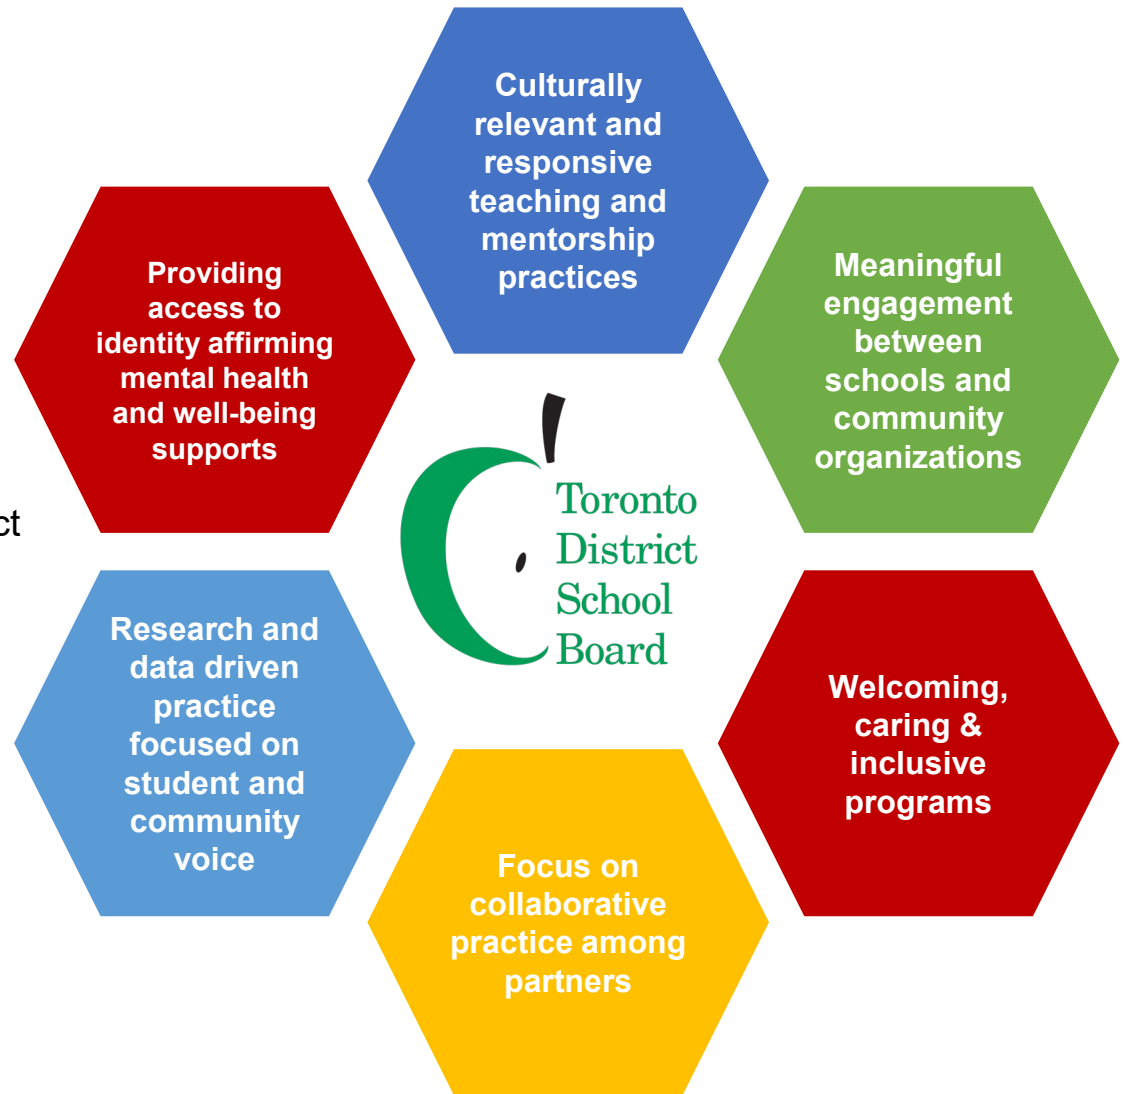 Culturally
relevant and
responsive
teaching and
mentorship
practices
Meaningful
engagement
between
schools and
community
organizations
Welcoming,
caring &
inclusive
programs
Focus on
collaborative
practice among
partners
Research and
data driven
practice
focused on
student and
community
voice
Providing
access to
identity affirming
mental health
and well-being
supports
ct
Toronto
District
School
Board